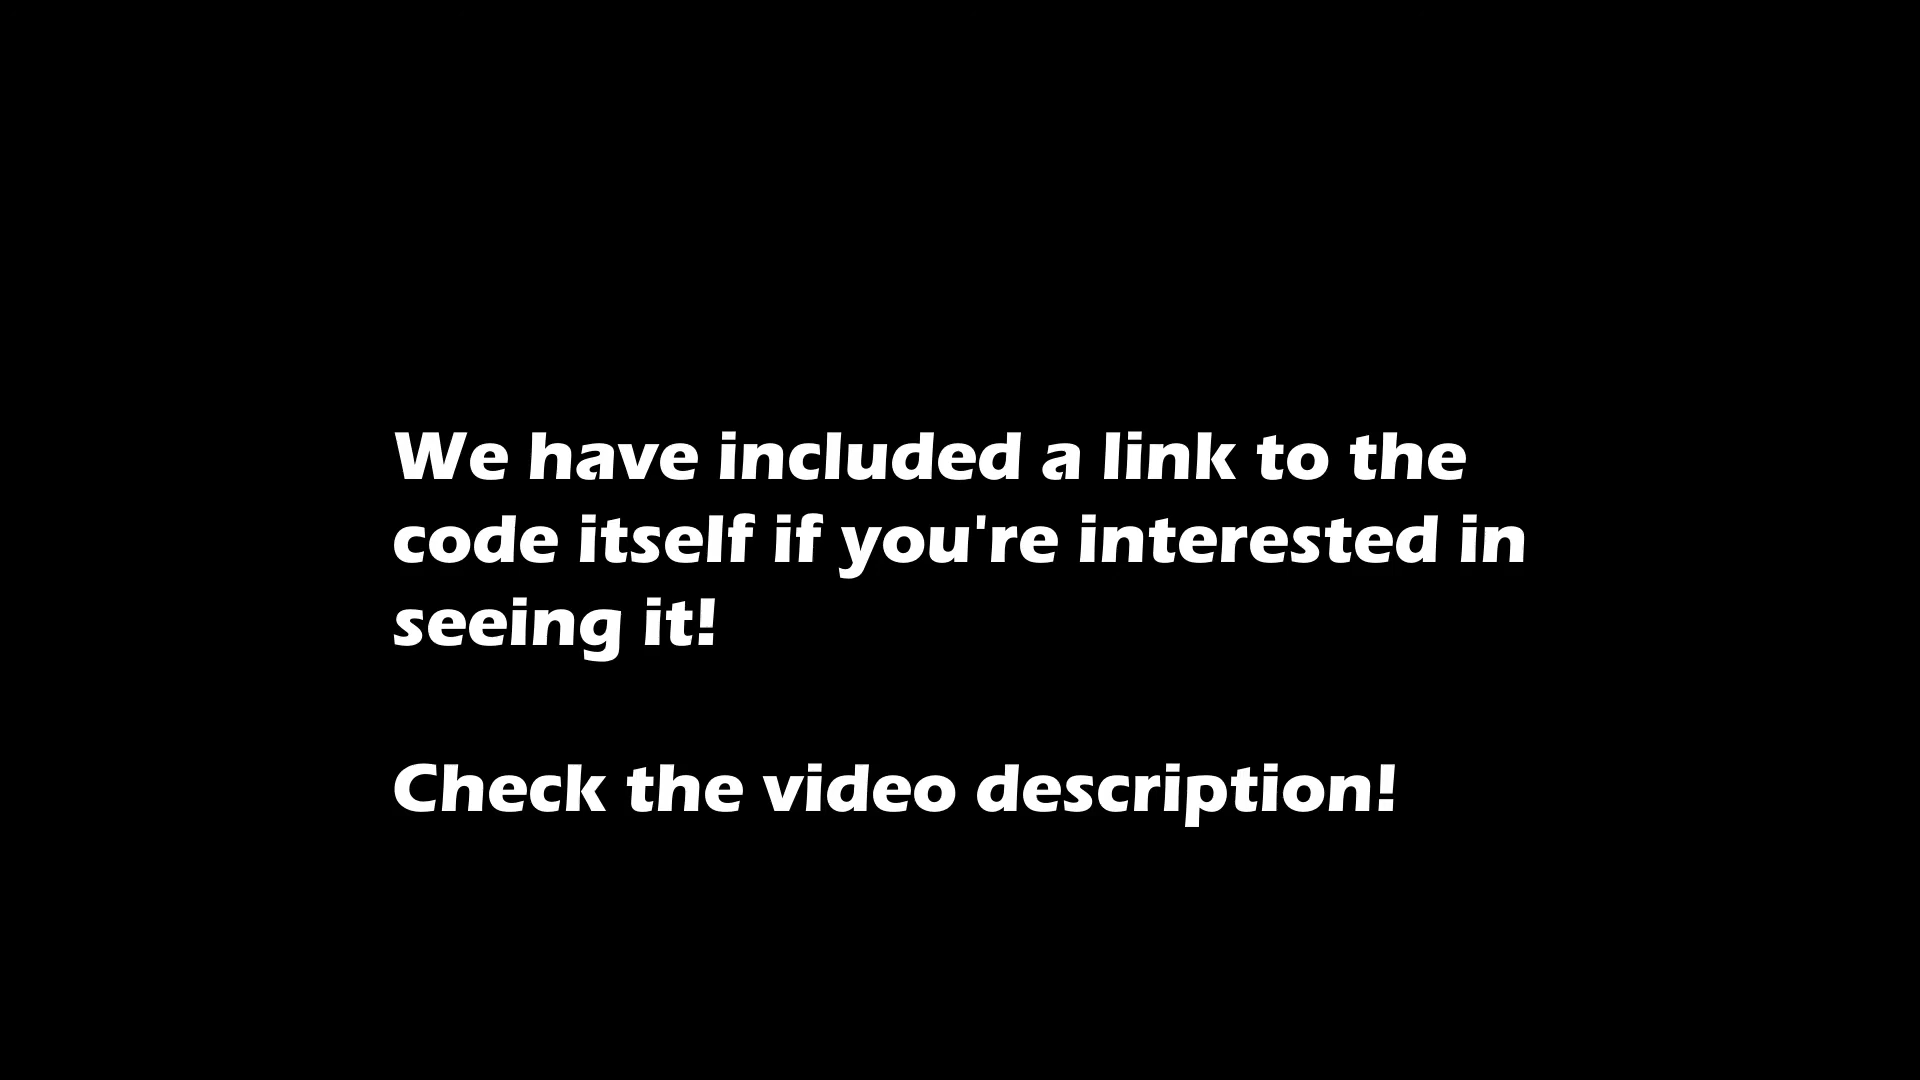 We have included a link to the
code itself if you're interested in
seeing it!
Check the video description!